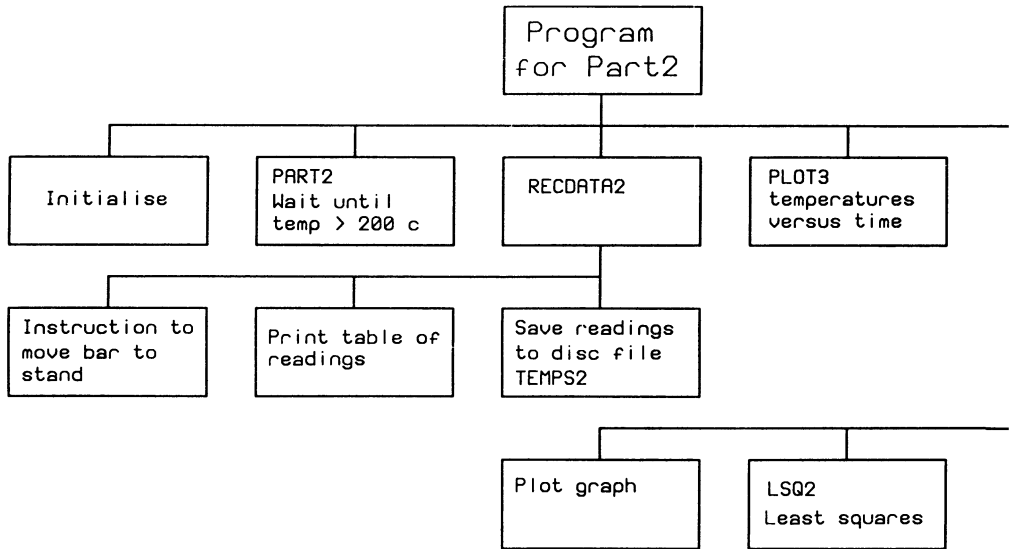 Program
for Part2
Initialise
PART2
Wait until
temp > 200 c
RECDATA2
PLOT3
temperatures
versus time
Instruction to
move bar to
stand
Print table of
readings
Save readings
to disc file
TEMPS2
Plot graph
LSQ2
Least squares